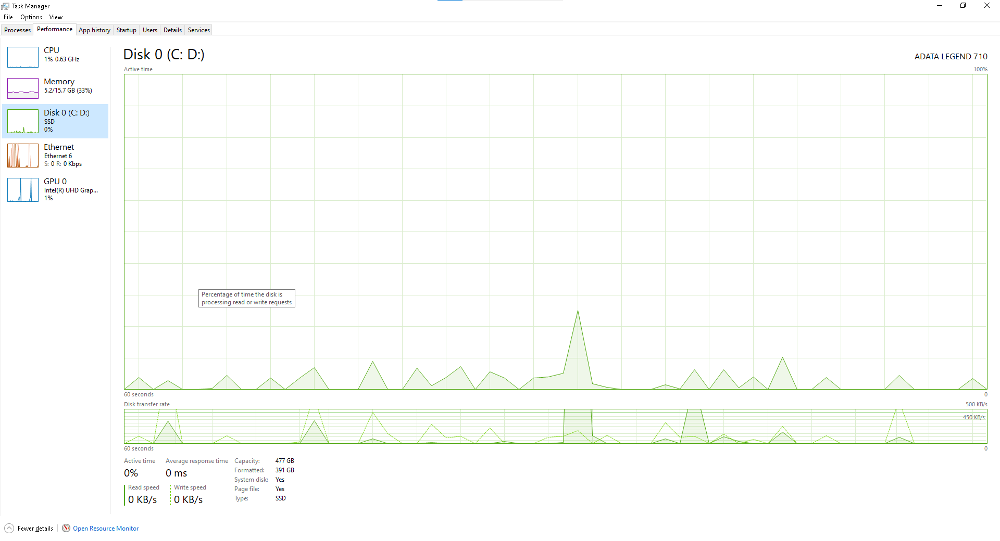 Task Manager
File Options View
Processes Performance App history Startup Users Details Services
CPU
1% 0.63 GHz
Memory
5.2/15.7 GB (33%)
Disk 0 (C: D:)
SSD
0%
Ethernet
Ethernet 6
S: 0 R: 0 Kbps
GPU 0
Intel(R) UHD Grap...
1%
Disk 0 (C: D:)
ADATA LEGEND 710
Active time 100%
Percentage of time the disk is
processing read or write requests
60 seconds 0
Disk transfer rate 500 KB/s
450 KB/s
60 seconds 0
Active time Average response time
0% 0 ms
Read speed Write speed
0 KB/s 0 KB/s
Capacity: 477 GB
Formatted: 391 GB
System disk: Yes
Page file: Yes
Type: SSD
Fewer details Open Resource Monitor